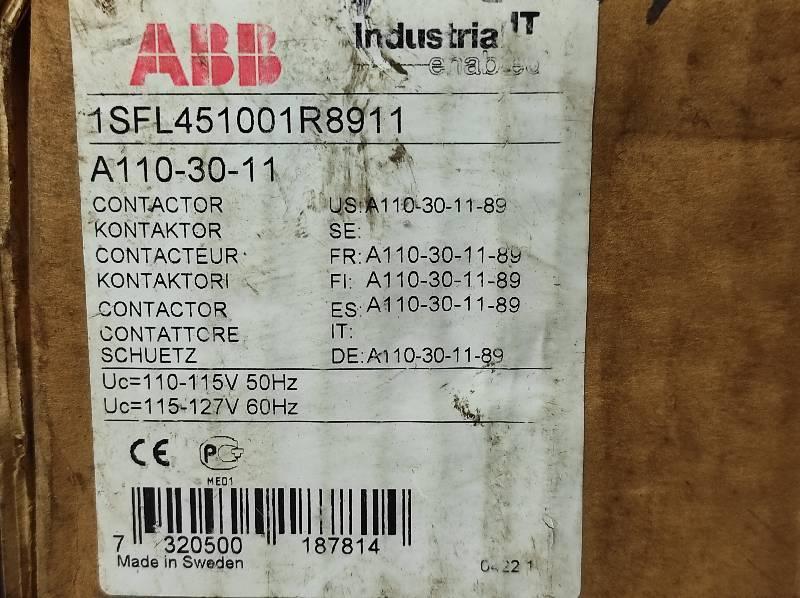 ABB Industrial IT
enabled
1SFL451001R8911
A110-30-11
CONTACTOR US:A110-30-11-89
KONTAKTOR SE:
CONTACTEUR FR:A110-30-11-89
KONTAKTORI FI: A110-30-11-89
CONTACTOR ES:A110-30-11-89
CONTATTORE IT:
SCHUETZ DE:A110-30-11-89
Uc=110-115V 50Hz
Uc=115-127V 60Hz
CE PC
ME01
7 320500 187814
Made in Sweden